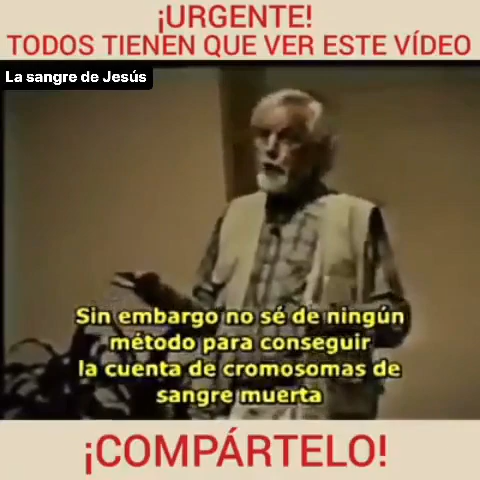 ¡URGENTE!
TODOS TIENEN QUE VER ESTE VÍDEO
La sangre de Jesús
Sin embargo no sé de ningún
método para conseguir
la cuenta de cromosomas de
sangre muerta
¡COMPÁRTELO!